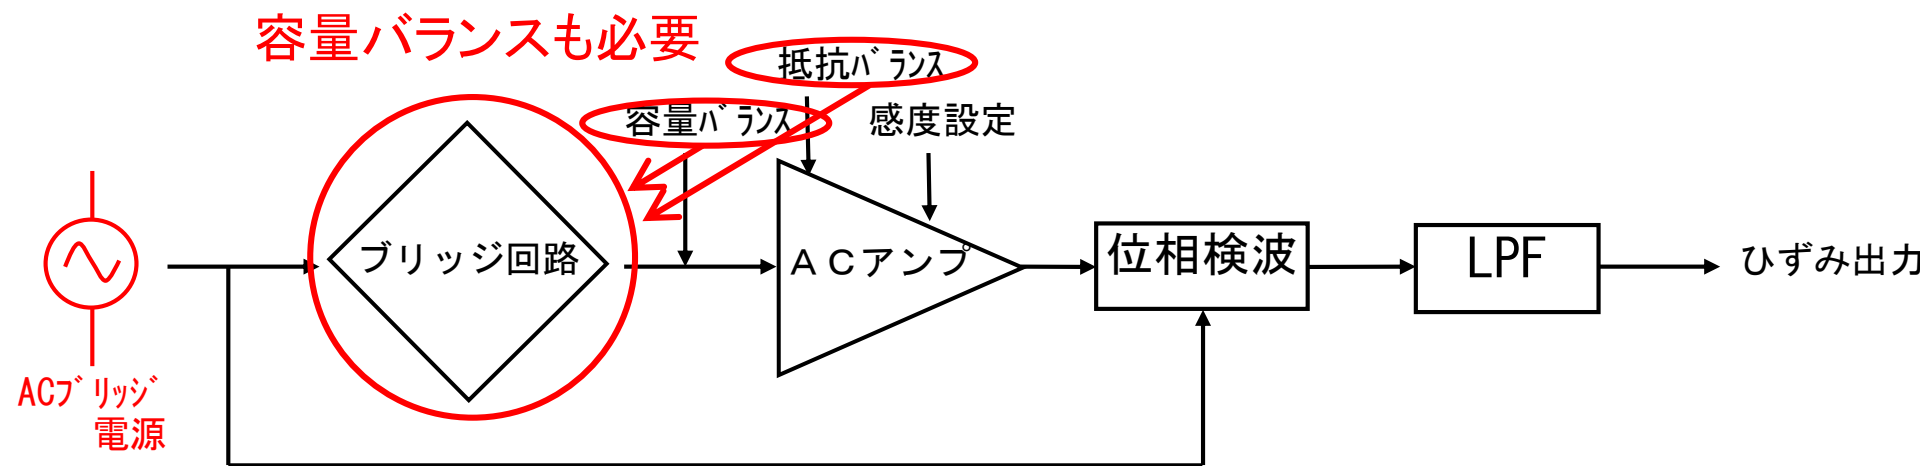 容量バランスも必要
抵抗ﾊﾞﾗﾝｽ
容量ﾊﾞﾗﾝｽ
感度設定
ブリッジ回路
ＡＣアンプ
位相検波
LPF
ひずみ出力
ACﾌﾞﾘｯｼﾞ
電源